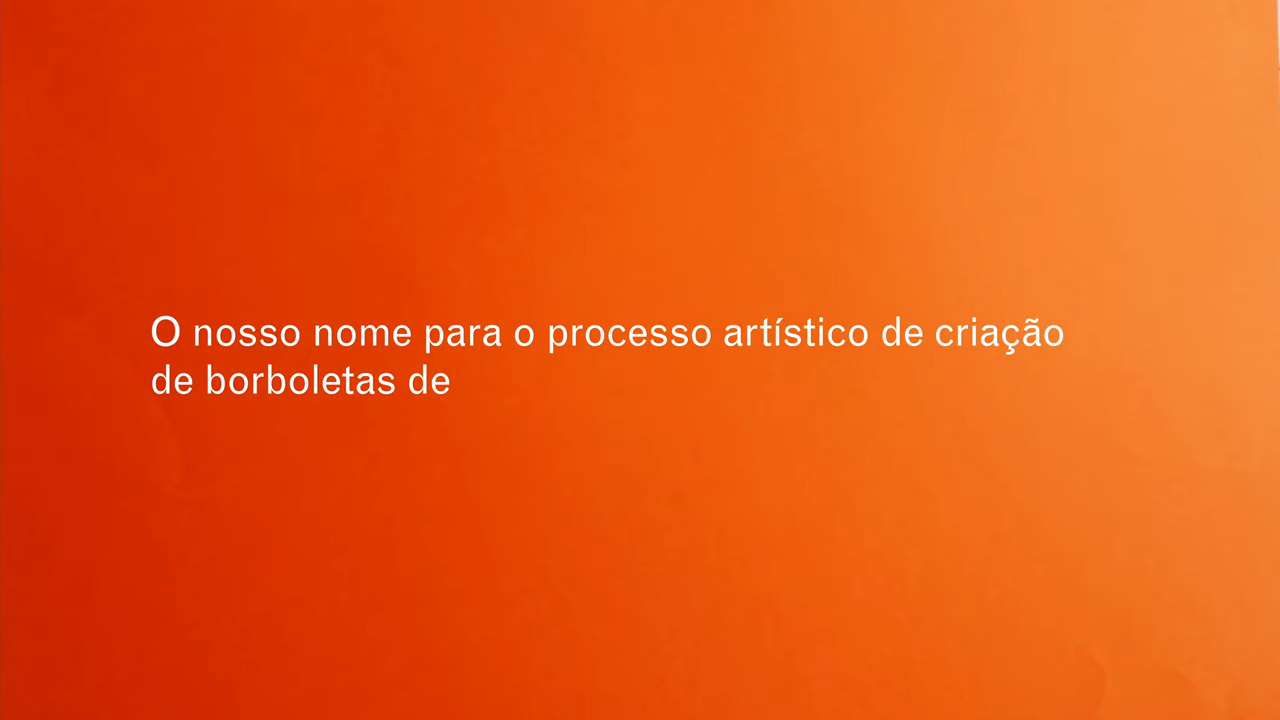 O nosso nome para o processo artístico de criação
de borboletas de